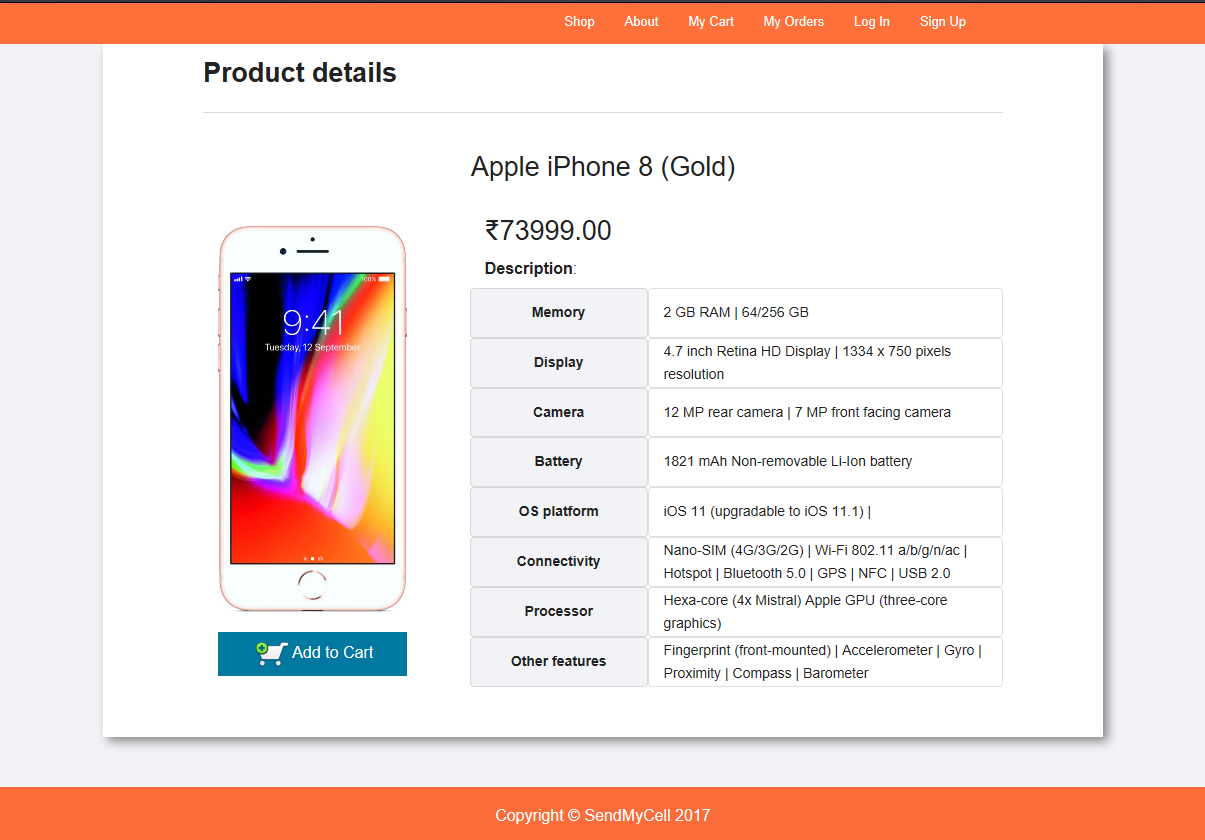 Shop About My Cart My Orders Log In Sign Up
Product details
Apple iPhone 8 (Gold)
₹73999.00
Description:
100%
9:41
Tuesday, 12 September
Memory 2 GB RAM | 64/256 GB
Display 4.7 inch Retina HD Display | 1334 x 750 pixels
resolution
Camera 12 MP rear camera | 7 MP front facing camera
Battery 1821 mAh Non-removable Li-Ion battery
OS platform iOS 11 (upgradable to iOS 11.1) |
Connectivity Nano-SIM (4G/3G/2G) | Wi-Fi 802.11 a/b/g/n/ac |
Hotspot | Bluetooth 5.0 | GPS | NFC | USB 2.0
Processor Hexa-core (4x Mistral) Apple GPU (three-core
graphics)
Other features Fingerprint (front-mounted) | Accelerometer | Gyro |
Proximity | Compass | Barometer
Add to Cart
Copyright © SendMyCell 2017